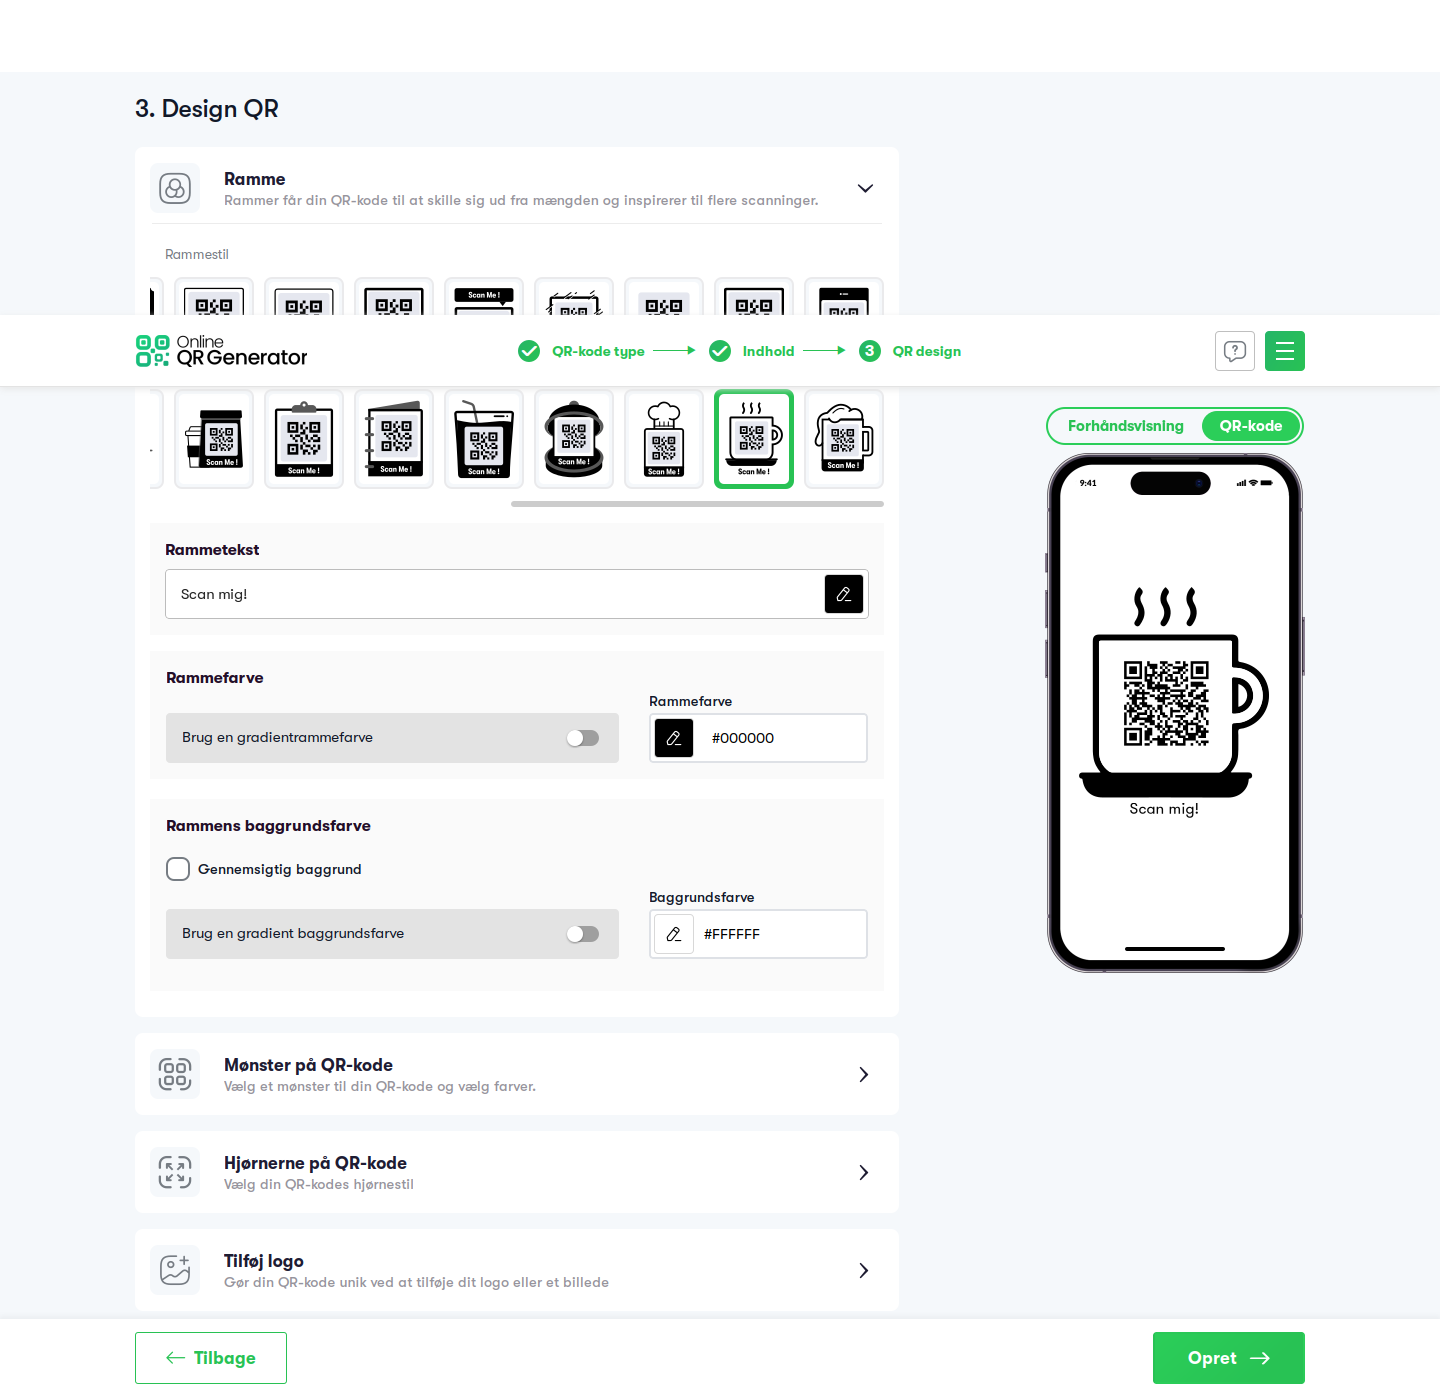 3. Design QR
Ramme
Rammer får din QR-kode til at skille sig ud fra mængden og inspirerer til flere scanninger.
Rammestil
Scan Me !
Online
QR Generator
QR-kode type
Indhold
3
QR design
Scan Me !
Scan Me !
Scan Me !
Scan Me !
Scan Me !
Scan Me !
Scan Me !
Scan Me !
Forhåndsvisning
QR-kode
9:41
Rammetekst
Scan mig!
Rammefarve
Brug en gradientrammefarve
Rammefarve
#000000
Scan mig!
Rammens baggrundsfarve
Gennemsigtig baggrund
Brug en gradient baggrundsfarve
Baggrundsfarve
#FFFFFF
Mønster på QR-kode
Vælg et mønster til din QR-kode og vælg farver.
Hjørnerne på QR-kode
Vælg din QR-kodes hjørnestil
Tilføj logo
Gør din QR-kode unik ved at tilføje dit logo eller et billede
Tilbage
Opret